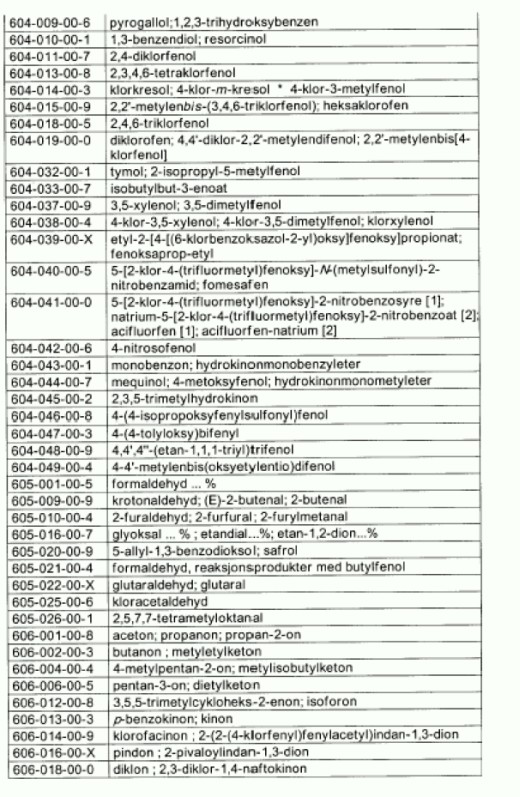 604-009-00-6 pyrogallol;1,2,3-trihydroksybenzen
604-010-00-1 1,3-benzendiol; resorcinol
604-011-00-7 2,4-diklorfenol
604-013-00-8 2,3,4,6-tetraklorfenol
604-014-00-3 klorkresol; 4-klor-m-kresol * 4-klor-3-metylfenol
604-015-00-9 2,2'-metylenbis-(3,4,6-triklorfenol); heksaklorofen
604-018-00-5 2,4,6-triklorfenol
604-019-00-0 diklorofen; 4,4'-diklor-2,2'-metylendifenol; 2,2'-metylenbis[4-
klorfenol]
604-032-00-1 tymol; 2-isopropyl-5-metylfenol
604-033-00-7 isobutylbut-3-enoat
604-037-00-9 3,5-xylenol; 3,5-dimetylfenol
604-038-00-4 4-klor-3,5-xylenol; 4-klor-3,5-dimetylfenol; klorxylenol
604-039-00-X etyl-2-[4-[(6-klorbenzoksazol-2-yl)oksy]fenoksy]propionat;
fenoksaprop-etyl
604-040-00-5 5-[2-klor-4-(trifluormetyl)fenoksy]-N-(metylsulfonyl)-2-
nitrobenzamid; fomesafen
604-041-00-0 5-[2-klor-4-(trifluormetyl)fenoksy]-2-nitrobenzosyre [1];
natrium-5-[2-klor-4-(trifluormetyl)fenoksy]-2-nitrobenzoat [2];
acifluorfen [1]; acifluorfen-natrium [2]
604-042-00-6 4-nitrosofenol
604-043-00-1 monobenzon; hydrokinonmonobenzyleter
604-044-00-7 mequinol; 4-metoksyfenol; hydrokinonmonometyleter
604-045-00-2 2,3,5-trimetylhydrokinon
604-046-00-8 4-(4-isopropoksyfenylsulfonyl)fenol
604-047-00-3 4-(4-tolyloksy)bifenyl
604-048-00-9 4,4',4"-(etan-1,1,1-triyl)trifenol
604-049-00-4 4-4'-metylenbis(oksyetylentio)difenol
605-001-00-5 formaldehyd ... %
605-009-00-9 krotonaldehyd; (E)-2-butenal; 2-butenal
605-010-00-4 2-furaldehyd; 2-furfural; 2-furylmetanal
605-016-00-7 glyoksal ... % ; etandial...%; etan-1,2-dion...%
605-020-00-9 5-allyl-1,3-benzodioksol; safrol
605-021-00-4 formaldehyd, reaksjonsprodukter med butylfenol
605-022-00-X glutaraldehyd; glutaral
605-025-00-6 kloracetaldehyd
605-026-00-1 2,5,7,7-tetrametyloktanal
606-001-00-8 aceton; propanon; propan-2-on
606-002-00-3 butanon ; metyletylketon
606-004-00-4 4-metylpentan-2-on; metylisobutylketon
606-006-00-5 pentan-3-on; dietylketon
606-012-00-8 3,5,5-trimetylcykloheks-2-enon; isoforon
606-013-00-3 p-benzokinon; kinon
606-014-00-9 klorofacinon ; 2-(2-(4-klorfenyl)fenylacetyl)indan-1,3-dion
606-016-00-X pindon ; 2-pivaloylindan-1,3-dion
606-018-00-0 diklon ; 2,3-diklor-1,4-naftokinon